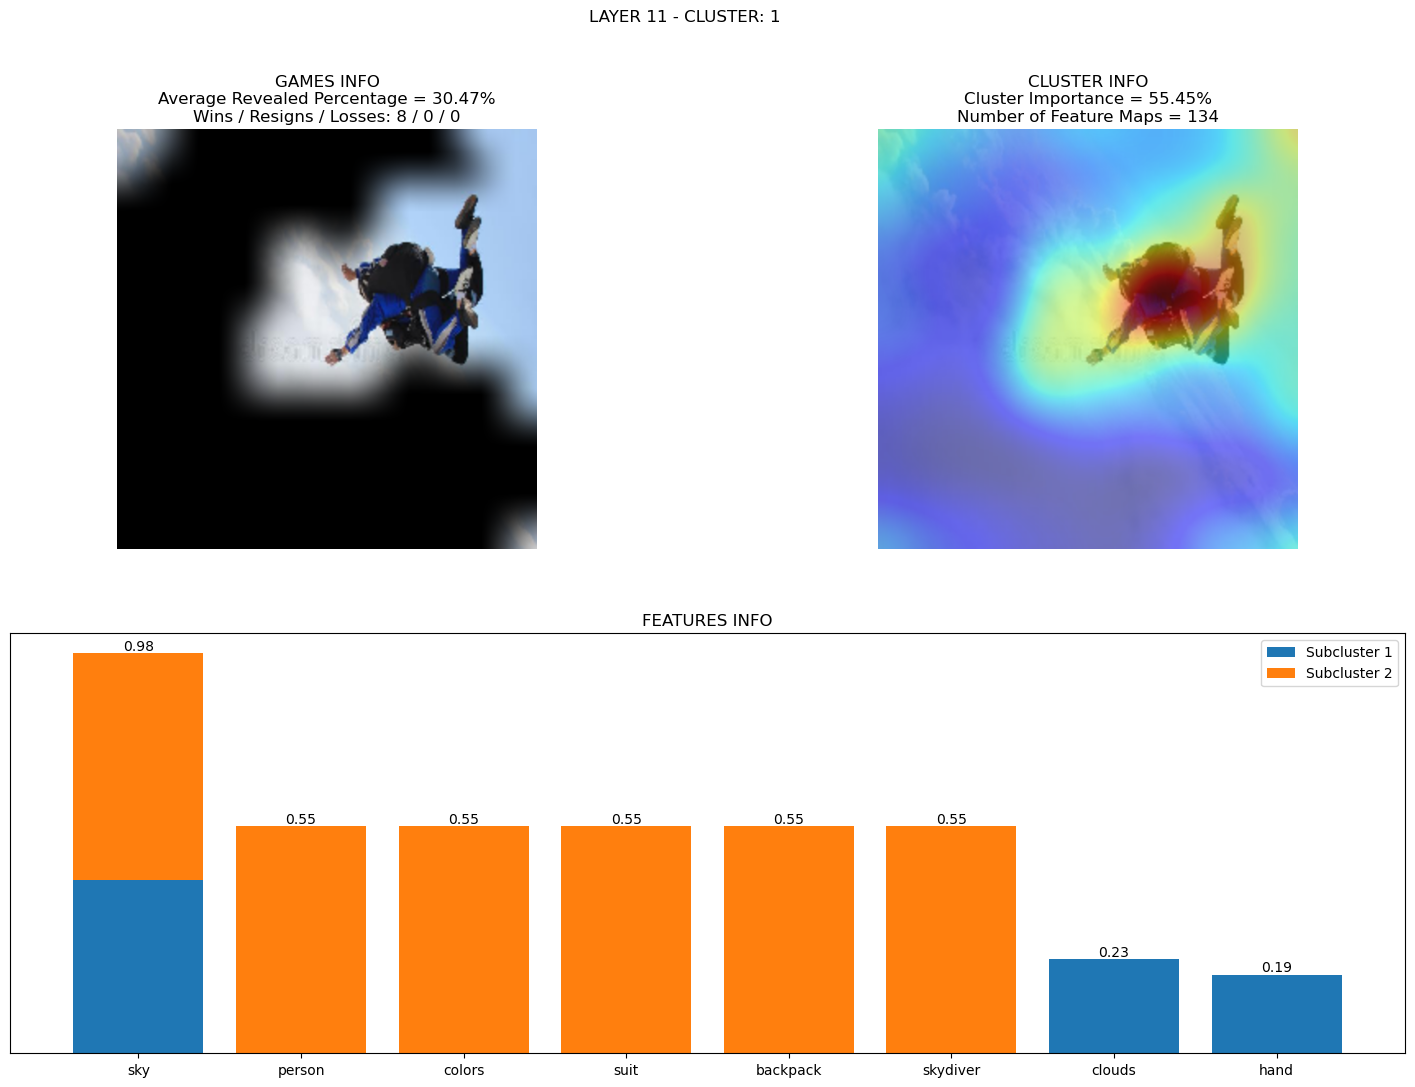 LAYER 11 - CLUSTER: 1
GAMES INFO
Average Revealed Percentage = 30.47%
Wins / Resigns / Losses: 8 / 0 / 0
CLUSTER INFO
Cluster Importance = 55.45%
Number of Feature Maps = 134
FEATURES INFO
Subcluster 1
Subcluster 2
0.98
0.55
0.55
0.55
0.55
0.55
0.23
0.19
sky
person
colors
suit
backpack
skydiver
clouds
hand